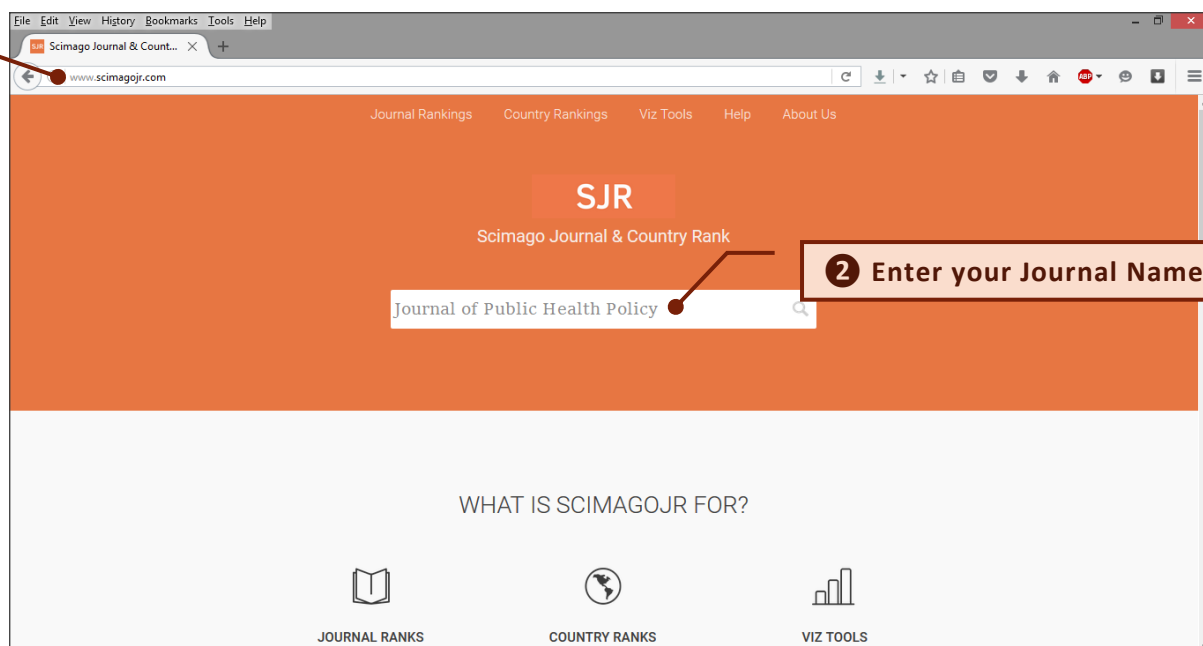 File Edit View History Bookmarks Tools Help
SJR Scimago Journal & Count...
www.scimagojr.com
ABP
Journal Rankings Country Rankings Viz Tools Help About Us
SJR
Scimago Journal & Country Rank
❷ Enter your Journal Name
Journal of Public Health Policy
WHAT IS SCIMAGOJR FOR?
JOURNAL RANKS COUNTRY RANKS VIZ TOOLS